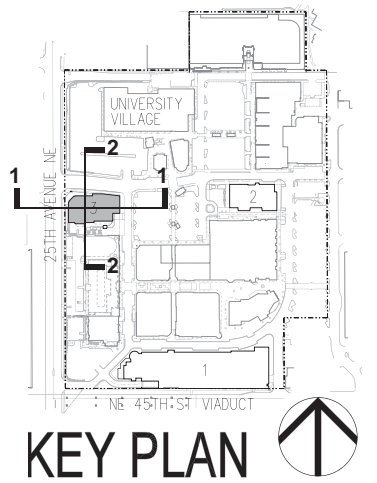 UNIVERSITY
VILLAGE
2
1
1
2
3
25TH AVENUE NE
2
1
NE 45TH ST VIADUCT
KEY PLAN